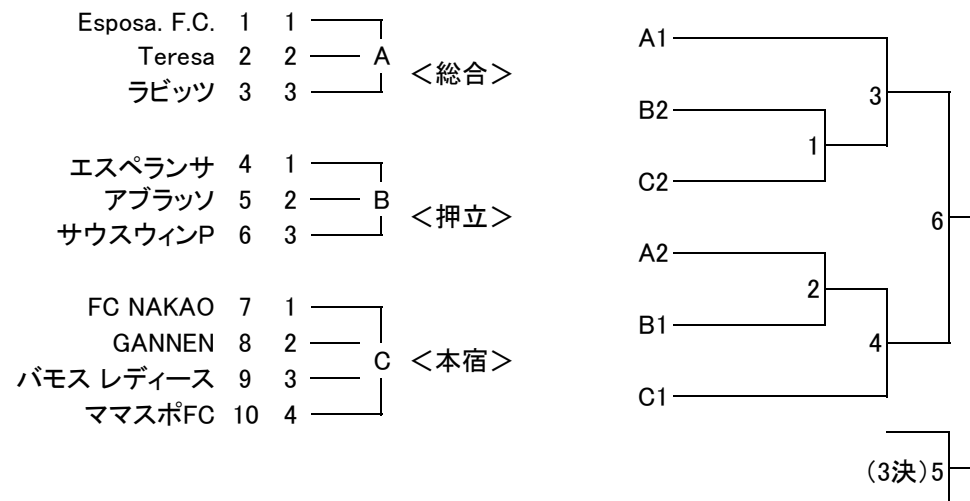 Esposa. F.C. 1 1
Teresa 2 2 A
ラビッツ 3 3
＜総合＞
エスペランサ 4 1
アブラッソ 5 2 B
サウスウィンP 6 3
＜押立＞
FC NAKAO 7 1
GANNEN 8 2
C ＜本宿＞
バモス レディース 9 3
ママスポFC 10 4
A1
3
B2
1
C2
6
A2
2
B1
4
C1
(3決) 5